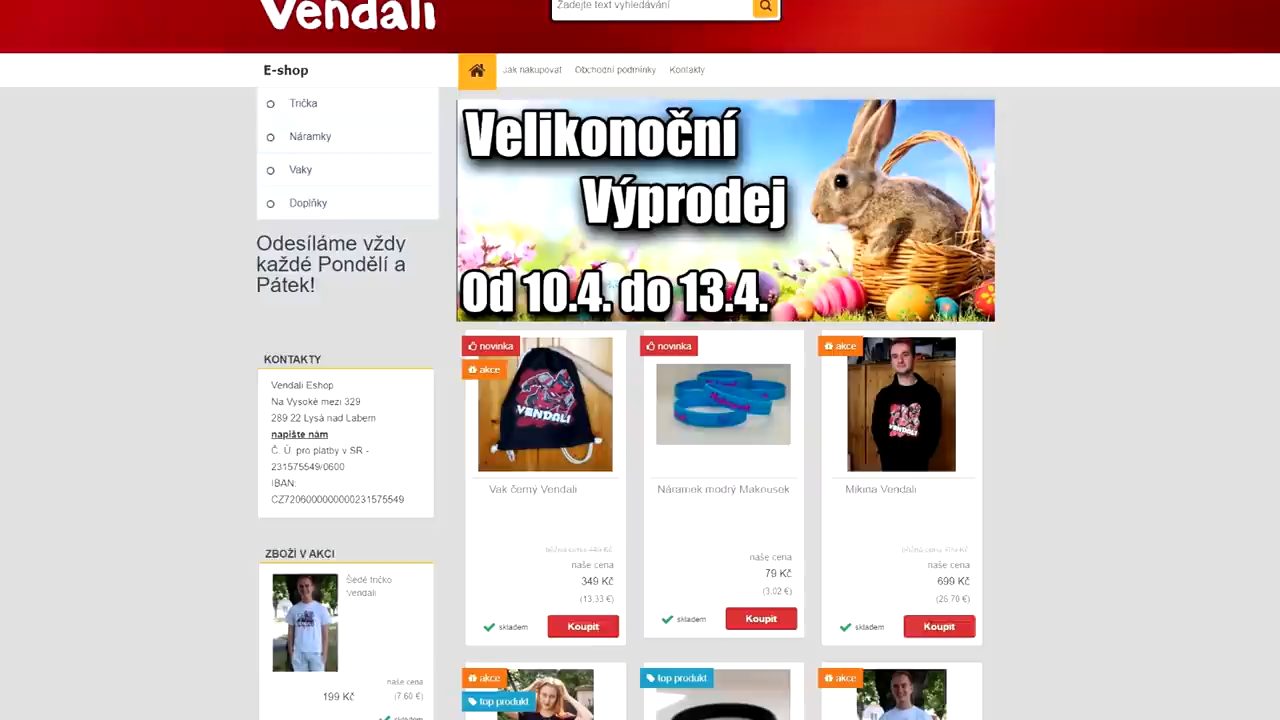 Vendali
Zadejte text vyhledávání
E-shop
Jak nakupovat
Obchodní podmínky
Kontakty
Trička
Náramky
Vaky
Doplňky
Odesíláme vždy
každé Pondělí a
Pátek!
Velikonoční
Výprodej
Od 10.4. do 13.4.
KONTAKTY
Vendali Eshop
Na Vysoké mezi 329
289 22 Lysá nad Labem
napište nám
Č. Ú. pro platby v SR -
231575549/0600
IBAN:
CZ7206000000000231575549
ZBOŽÍ V AKCI
Šedé tričko
Vendali
naše cena
199 Kč
(7.60 €)
skladem
novinka
akce
VENDALI
Vak černý Vendali
naše cena
349 Kč
(13.33 €)
skladem
Koupit
novinka
Náramek modrý Makousek
naše cena
79 Kč
(3.02 €)
skladem
Koupit
akce
VENDALI
Mikina Vendali
naše cena
699 Kč
(26.70 €)
skladem
Koupit
akce
top produkt
top produkt
akce